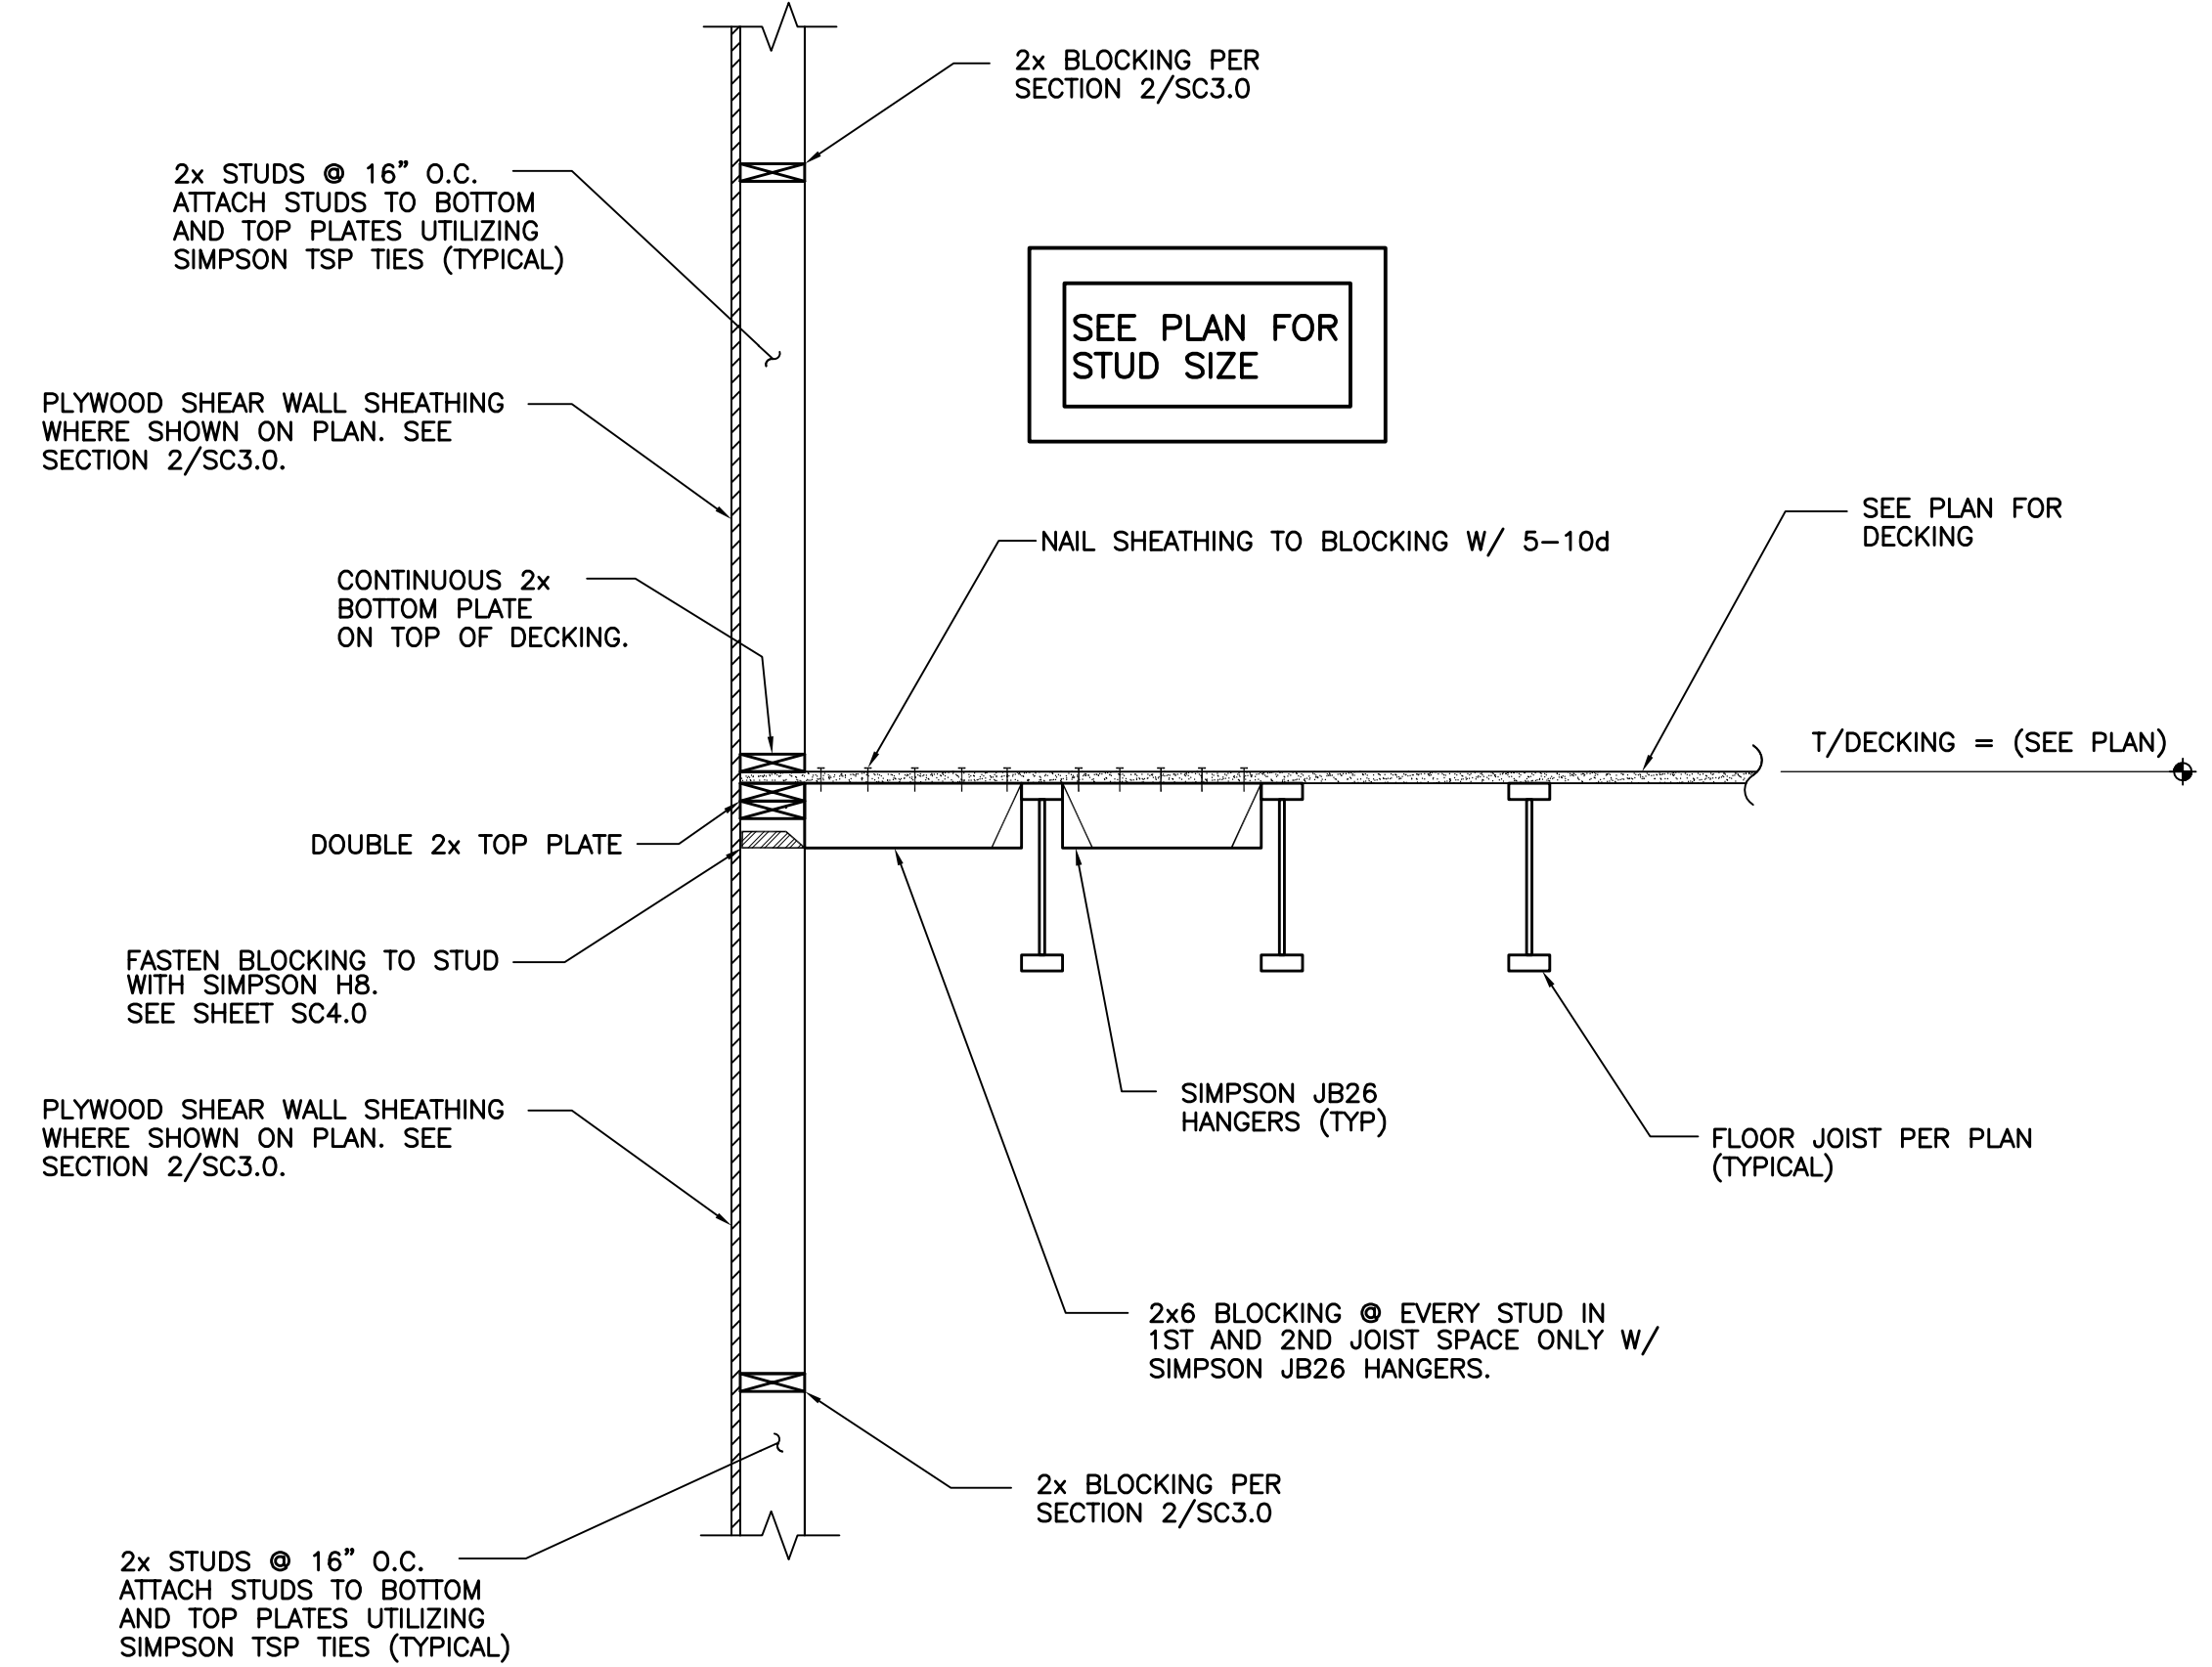 2x BLOCKING PER
SECTION 2/SC3.0
2x STUDS @ 16" O.C.
ATTACH STUDS TO BOTTOM
AND TOP PLATES UTILIZING
SIMPSON TSP TIES (TYPICAL)
SEE PLAN FOR
STUD SIZE
PLYWOOD SHEAR WALL SHEATHING
WHERE SHOWN ON PLAN. SEE
SECTION 2/SC3.0.
SEE PLAN FOR
DECKING
NAIL SHEATHING TO BLOCKING W/ 5-10d
CONTINUOUS 2x
BOTTOM PLATE
ON TOP OF DECKING.
T/DECKING = (SEE PLAN)
DOUBLE 2x TOP PLATE
FASTEN BLOCKING TO STUD
WITH SIMPSON H8.
SEE SHEET SC4.0
SIMPSON JB26
HANGERS (TYP)
PLYWOOD SHEAR WALL SHEATHING
WHERE SHOWN ON PLAN. SEE
SECTION 2/SC3.0.
FLOOR JOIST PER PLAN
(TYPICAL)
2x6 BLOCKING @ EVERY STUD IN
1ST AND 2ND JOIST SPACE ONLY W/
SIMPSON JB26 HANGERS.
2x BLOCKING PER
SECTION 2/SC3.0
2x STUDS @ 16" O.C.
ATTACH STUDS TO BOTTOM
AND TOP PLATES UTILIZING
SIMPSON TSP TIES (TYPICAL)